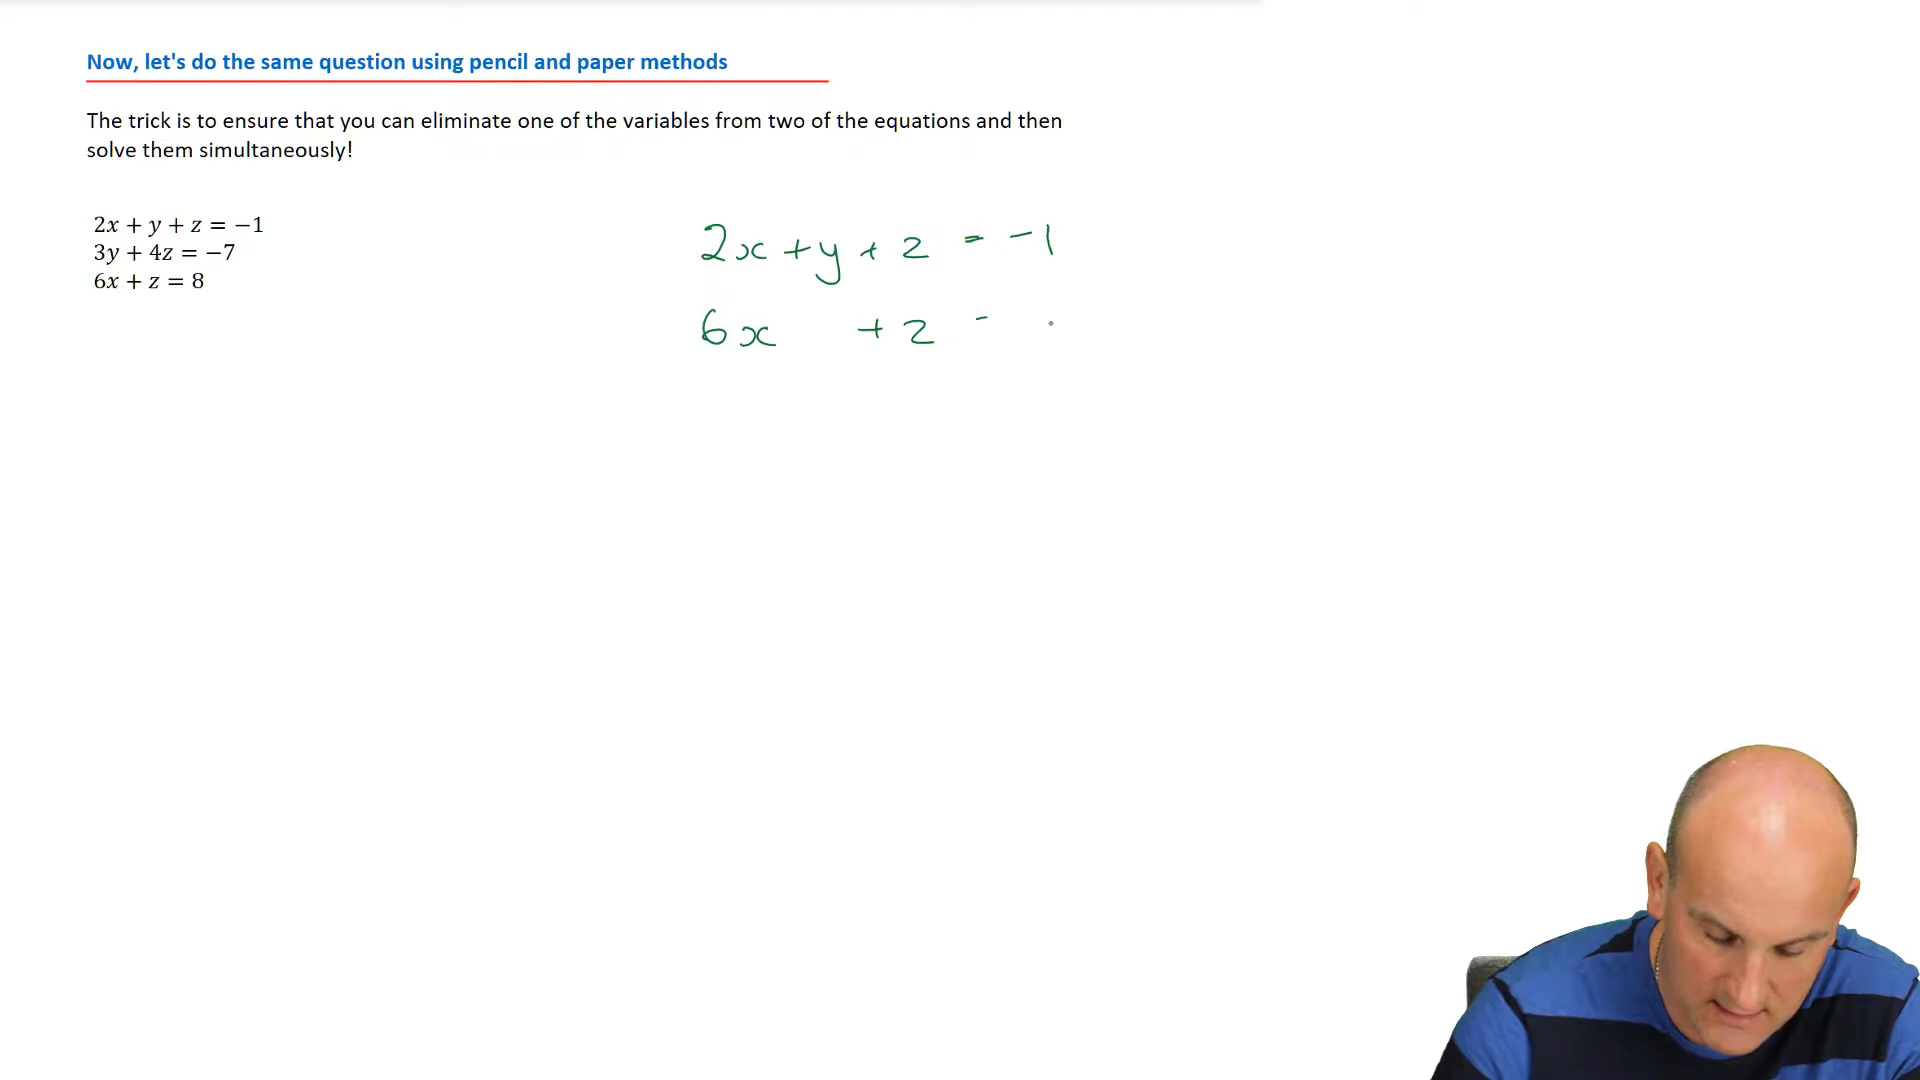 Now, let's do the same question using pencil and paper methods
The trick is to ensure that you can eliminate one of the variables from two of the equations and then
solve them simultaneously!
2x + y + z = −1
3y + 4z = −7
6x + z = 8
2x + y + z = -1
6x + z -